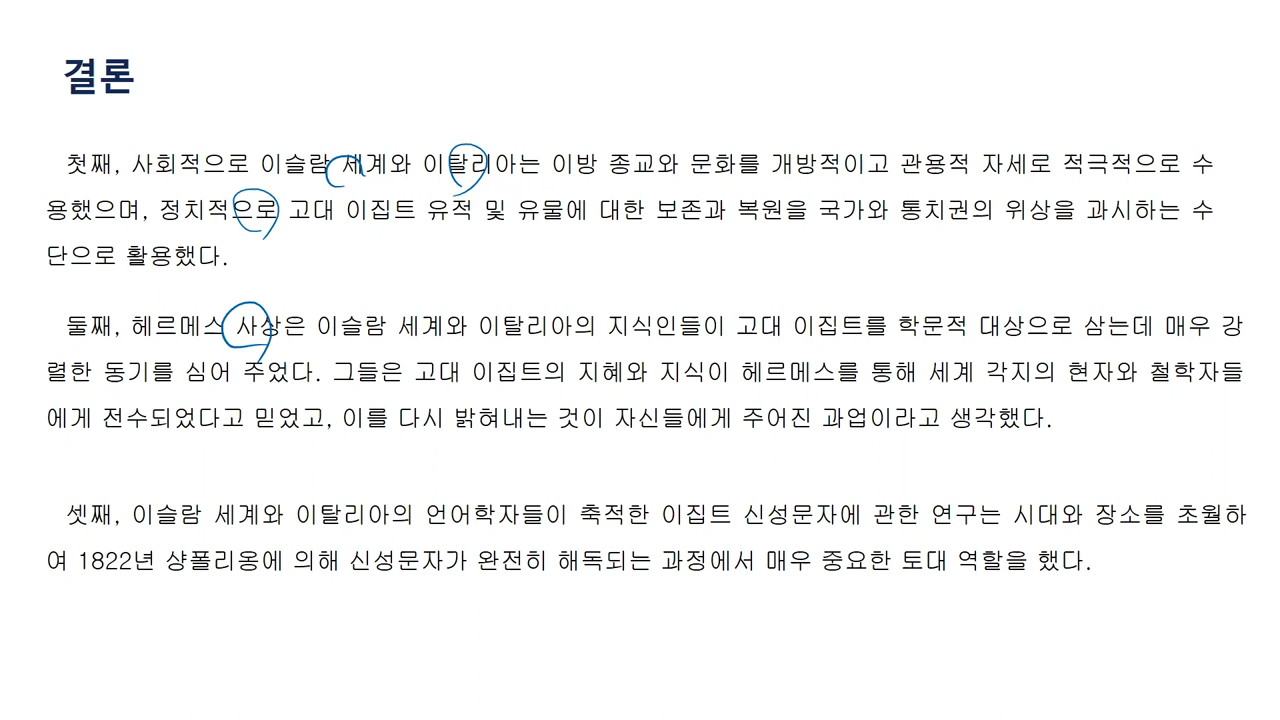 결론
첫째, 사회적으로 이슬람 세계와 이탈리아는 이방 종교와 문화를 개방적이고 관용적 자세로 적극적으로 수
용했으며, 정치적으로 고대 이집트 유적 및 유물에 대한 보존과 복원을 국가와 통치권의 위상을 과시하는 수
단으로 활용했다.
둘째, 헤르메스 사상은 이슬람 세계와 이탈리아의 지식인들이 고대 이집트를 학문적 대상으로 삼는데 매우 강
렬한 동기를 심어 주었다. 그들은 고대 이집트의 지혜와 지식이 헤르메스를 통해 세계 각지의 현자와 철학자들
에게 전수되었다고 믿었고, 이를 다시 밝혀내는 것이 자신들에게 주어진 과업이라고 생각했다.
셋째, 이슬람 세계와 이탈리아의 언어학자들이 축적한 이집트 신성문자에 관한 연구는 시대와 장소를 초월하
여 1822년 샹폴리옹에 의해 신성문자가 완전히 해독되는 과정에서 매우 중요한 토대 역할을 했다.